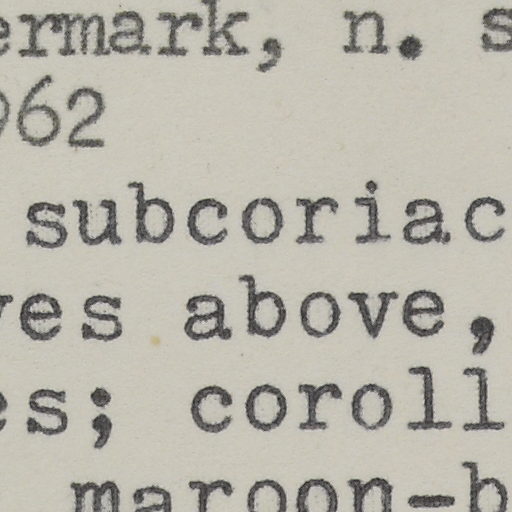 ermark, n. s
962
subcoriac
ves above,
es; coroll
maroon-b